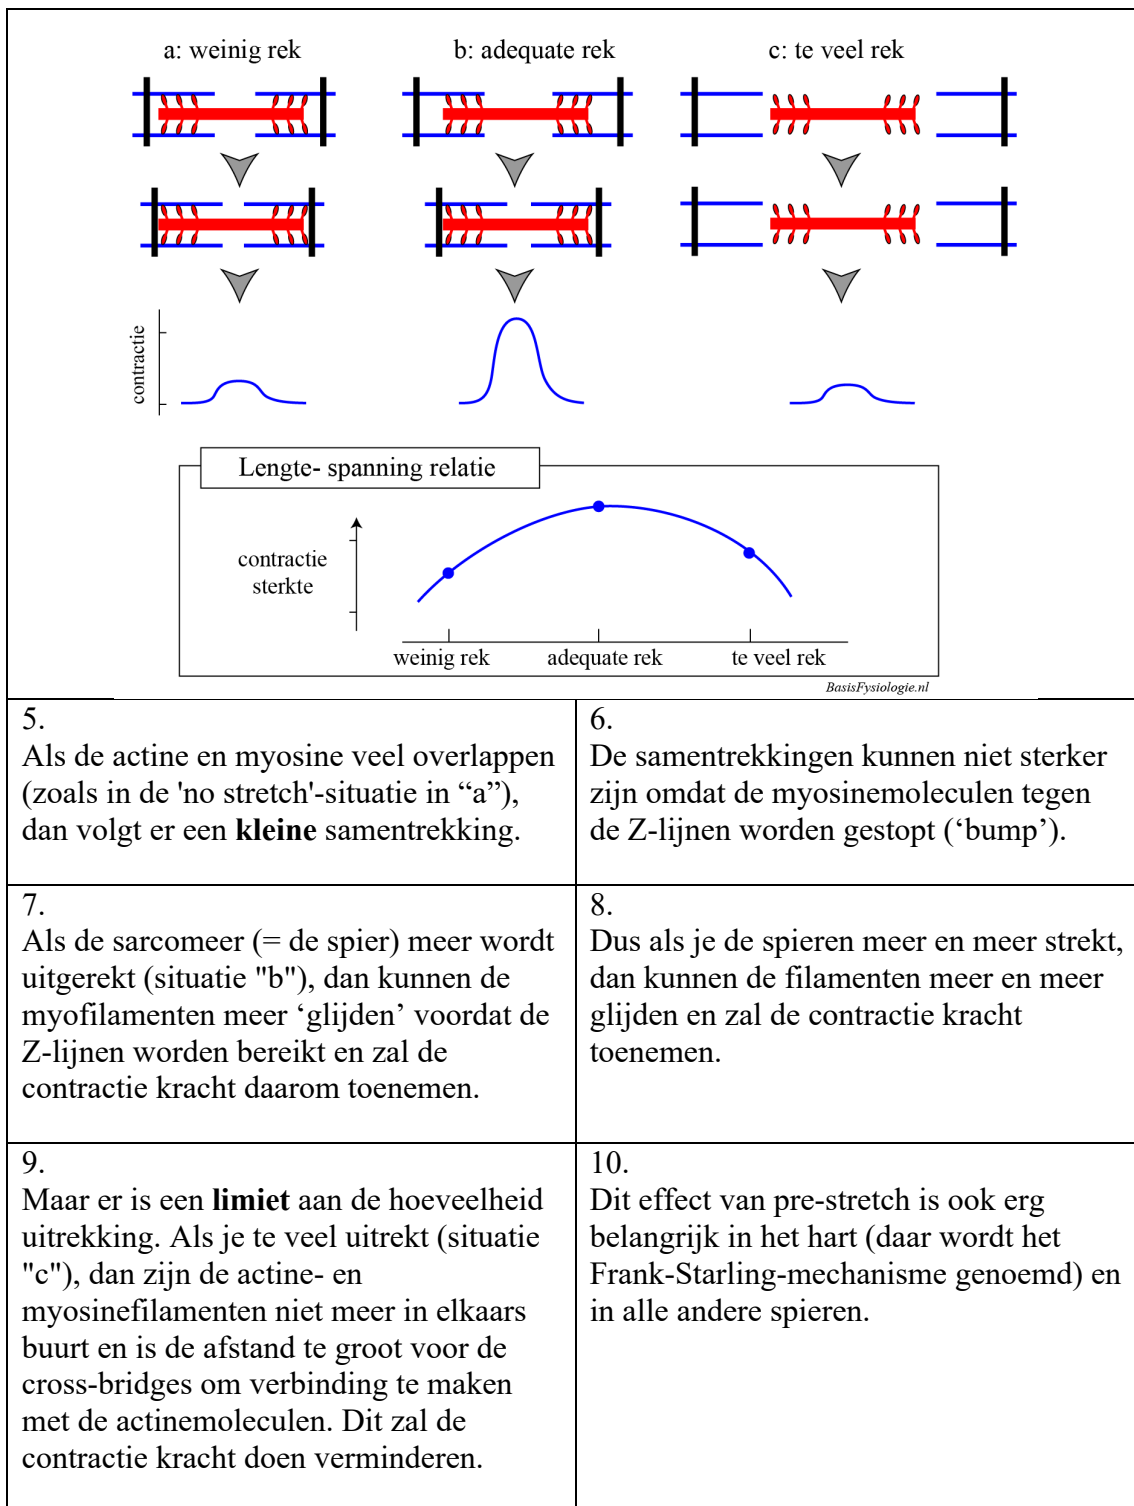 a: weinig rek
b: adequate rek
c: te veel rek
contractie
Lengte- spanning relatie
contractie
sterkte
weinig rek
adequate rek
te veel rek
BasisFysiologie.nl
5.
Als de actine en myosine veel overlappen
(zoals in de 'no stretch'-situatie in “a”),
dan volgt er een kleine samentrekking.
6.
De samentrekkingen kunnen niet sterker
zijn omdat de myosinemoleculen tegen
de Z-lijnen worden gestopt (‘bump’).
7.
Als de sarcomeer (= de spier) meer wordt
uitgerekt (situatie "b"), dan kunnen de
myofilamenten meer ‘glijden’ voordat de
Z-lijnen worden bereikt en zal de
contractie kracht daarom toenemen.
8.
Dus als je de spieren meer en meer strekt,
dan kunnen de filamenten meer en meer
glijden en zal de contractie kracht
toenemen.
9.
Maar er is een limiet aan de hoeveelheid
uitrekking. Als je te veel uitrekt (situatie
"c"), dan zijn de actine- en
myosinefilamenten niet meer in elkaars
buurt en is de afstand te groot voor de
cross-bridges om verbinding te maken
met de actinemoleculen. Dit zal de
contractie kracht doen verminderen.
10.
Dit effect van pre-stretch is ook erg
belangrijk in het hart (daar wordt het
Frank-Starling-mechanisme genoemd) en
in alle andere spieren.